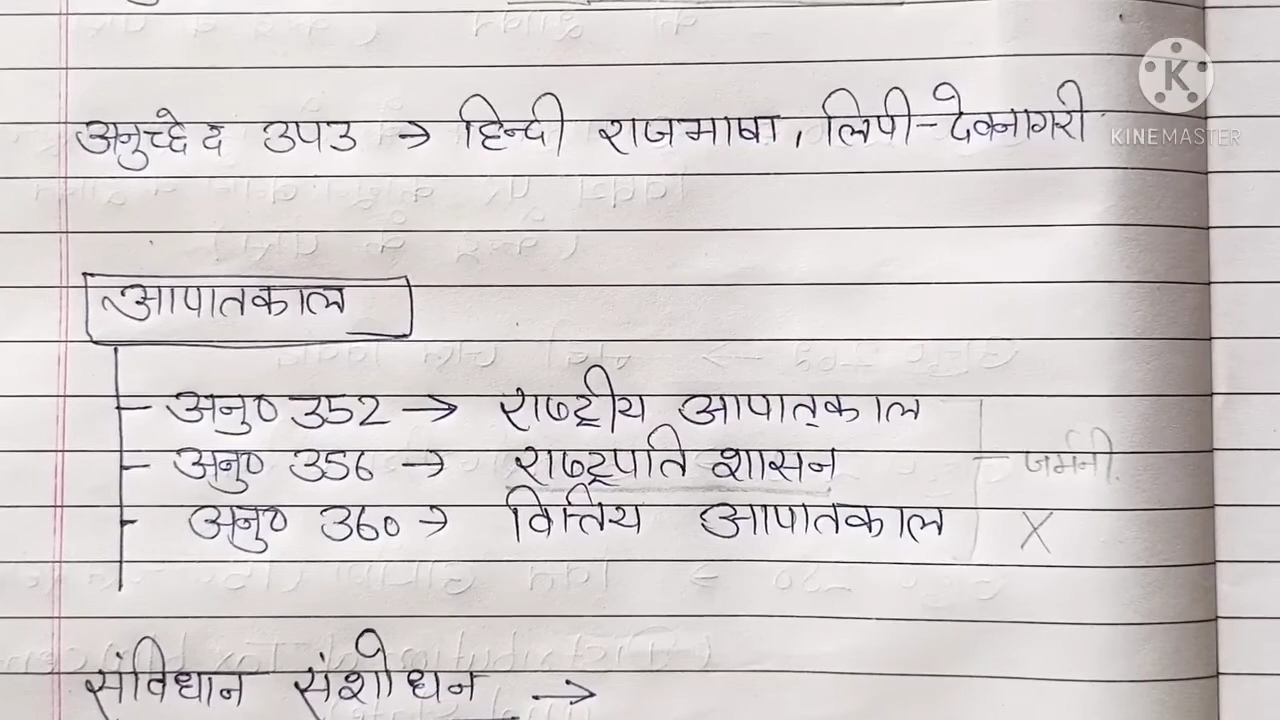 अनुच्छेद 343 → हिन्दी राजभाषा, लिपी-देवनागरी
KINEMASTER
आपातकाल
अनु० 352 → राष्ट्रीय आपात्काल
अनु० 356 → राष्ट्रपति शासन - जर्मनी
अनु० 360 → वित्तिय आपातकाल X
संविधान संशोधन →